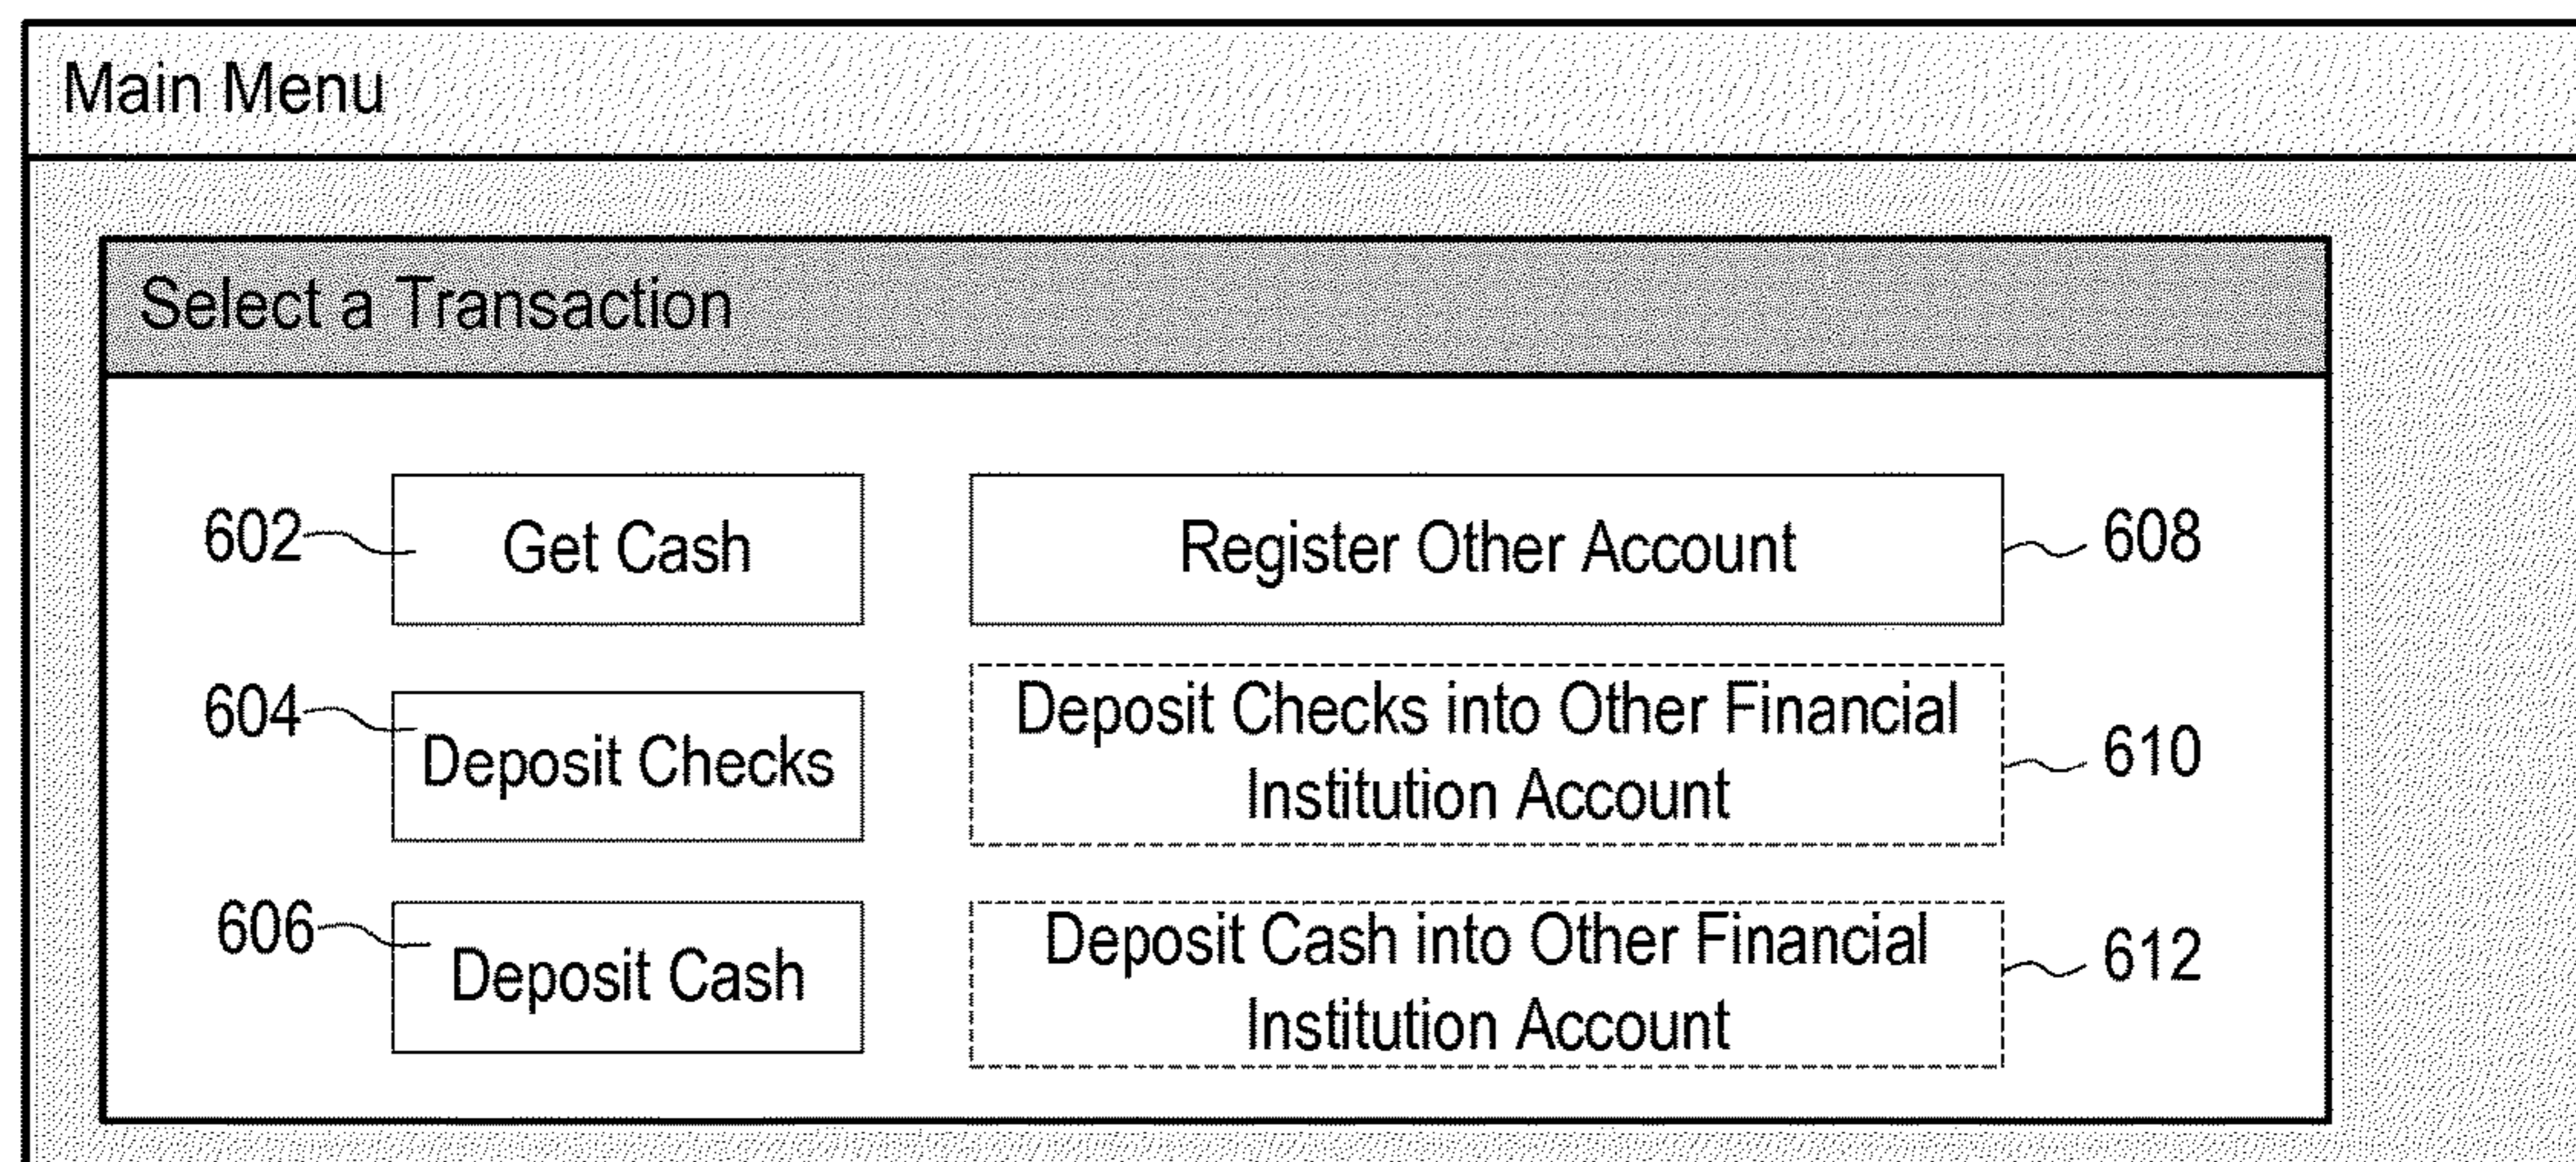 Main Menu
Select a Transaction
602
Get Cash
Register Other Account
608
604
Deposit Checks
Deposit Checks into Other Financial
Institution Account
610
606
Deposit Cash
Deposit Cash into Other Financial
Institution Account
612